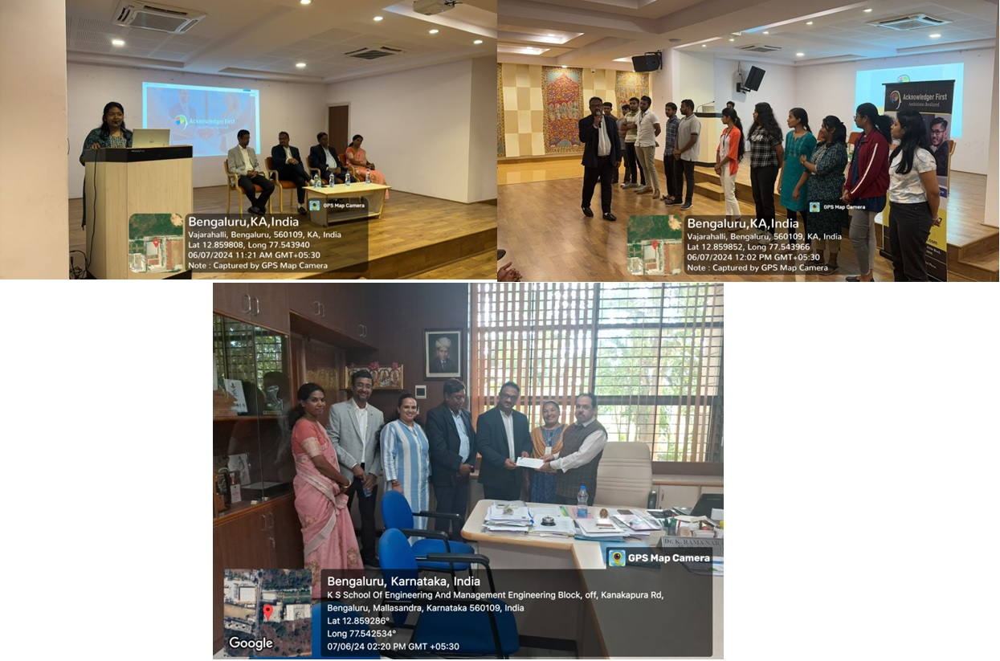 Acknowledger First
GPS Map Camera
Bengaluru,KA,India
Vajarahalli, Bengaluru, 560109, KA, India
Lat 12.859808, Long 77.543940
06/07/2024 11:21 AM GMT+05:30
Note : Captured by GPS Map Camera
Acknowledger First
Ambitions Realized
GPS Map Camera
Bengaluru,KA,India
Vajarahalli, Bengaluru, 560109, KA, India
Lat 12.859852, Long 77.543966
06/07/2024 12:02 PM GMT+05:30
Note : Captured by GPS Map Camera
Dr. K. RAMA
GPS Map Camera
Bengaluru, Karnataka, India
K S School Of Engineering And Management Engineering Block, off, Kanakapura Rd,
Bengaluru, Mallasandra, Karnataka 560109, India
Lat 12.859286°
Long 77.542534°
07/06/24 02:20 PM GMT +05:30
Google